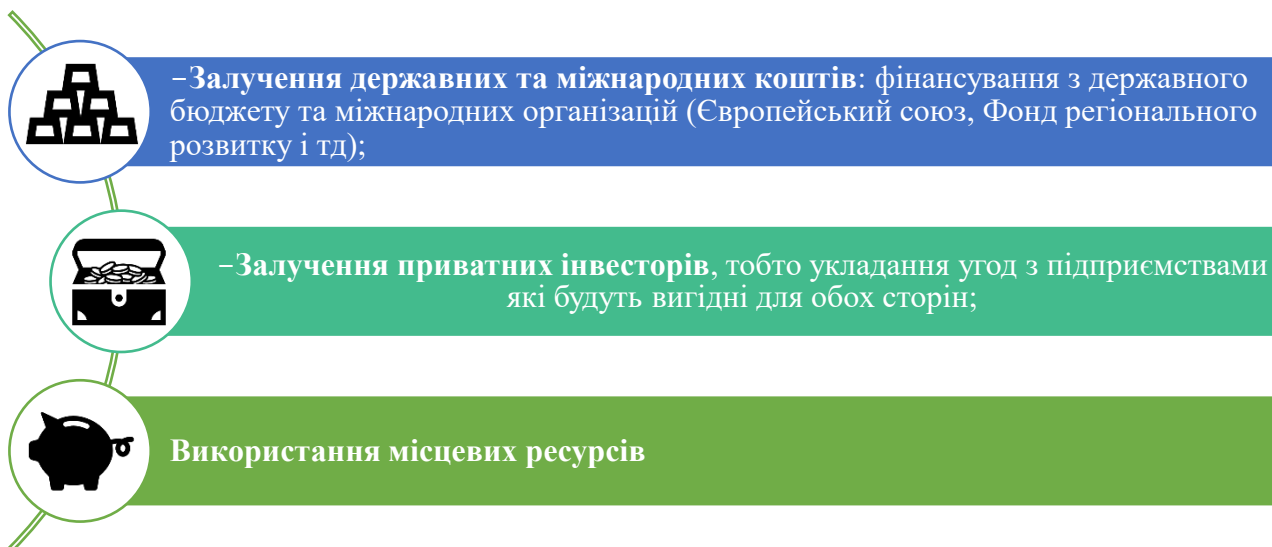 –Залучення державних та міжнародних коштів: фінансування з державного
бюджету та міжнародних організацій (Європейський союз, Фонд регіонального
розвитку і тд);
–Залучення приватних інвесторів, тобто укладання угод з підприємствами
які будуть вигідні для обох сторін;
Використання місцевих ресурсів